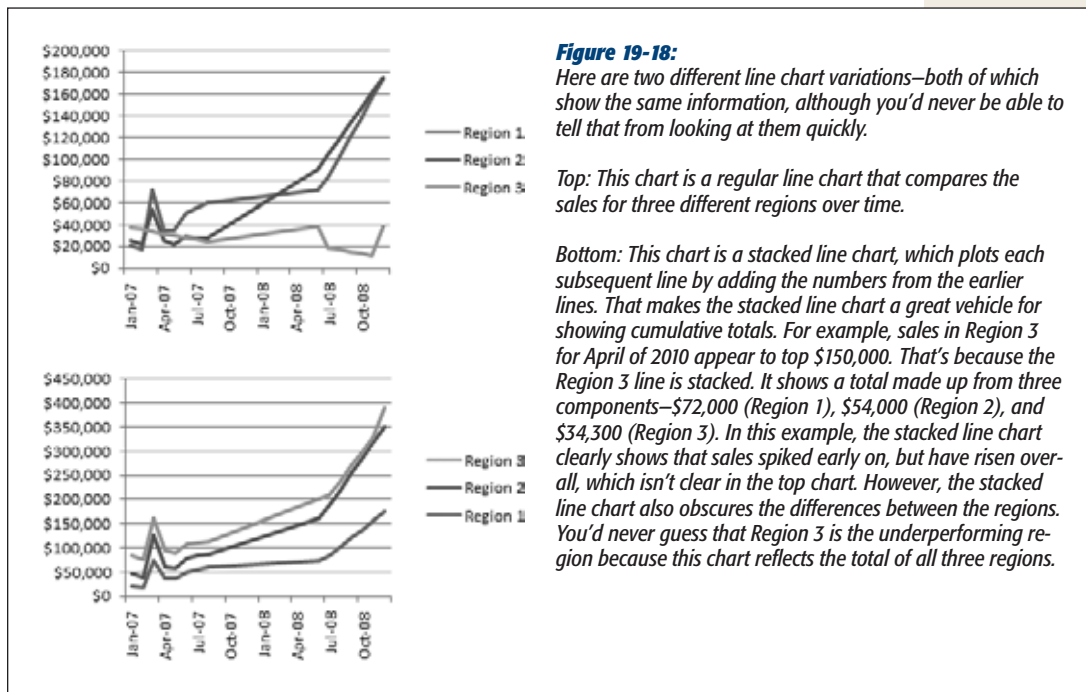 $200,000
$180,000
$160,000
$140,000
$120,000
$100,000
$80,000
$60,000
$40,000
$20,000
$0
Jan-07
Apr-07
Jul-07
Oct-07
Jan-08
Apr-08
Jul-08
Oct-08
Region 1
Region 2
Region 3
$450,000
$400,000
$350,000
$300,000
$250,000
$200,000
$150,000
$100,000
$50,000
$0
Jan-07
Apr-07
Jul-07
Oct-07
Jan-08
Apr-08
Jul-08
Oct-08
Region 3
Region 2
Region 1
Figure 19-18:
Here are two different line chart variations—both of which
show the same information, although you’d never be able to
tell that from looking at them quickly.
Top: This chart is a regular line chart that compares the
sales for three different regions over time.
Bottom: This chart is a stacked line chart, which plots each
subsequent line by adding the numbers from the earlier
lines. That makes the stacked line chart a great vehicle for
showing cumulative totals. For example, sales in Region 3
for April of 2010 appear to top $150,000. That’s because the
Region 3 line is stacked. It shows a total made up from three
components—$72,000 (Region 1), $54,000 (Region 2), and
$34,300 (Region 3). In this example, the stacked line chart
clearly shows that sales spiked early on, but have risen over-
all, which isn’t clear in the top chart. However, the stacked
line chart also obscures the differences between the regions.
You’d never guess that Region 3 is the underperforming re-
gion because this chart reflects the total of all three regions.